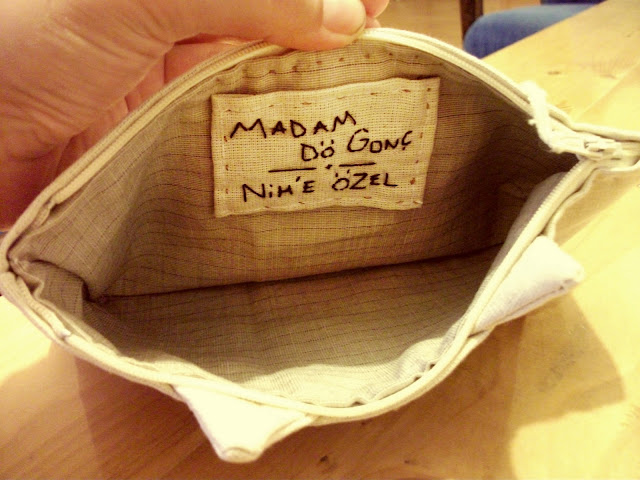 MADAM
DÖ GONÇ
NİH'E ÖZEL